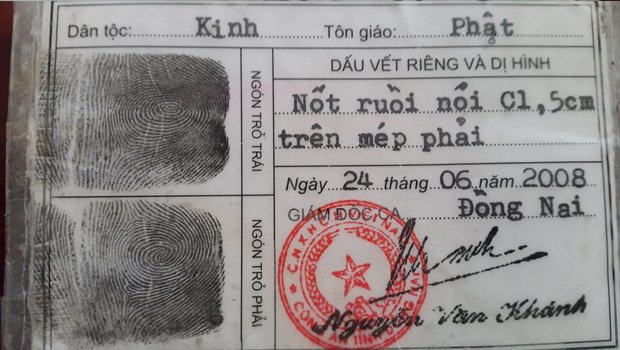 Dân tộc: Kinh Tôn giáo: Phật
NGÓN TRỎ TRÁI
NGÓN TRỎ PHẢI
DẤU VẾT RIÊNG VÀ DỊ HÌNH
Nốt ruồi nổi C1,5cm
trên mép phải
Ngày 24 tháng 06 năm 2008
GIÁM ĐỐC CA Đồng Nai
Nguyễn Văn Khánh